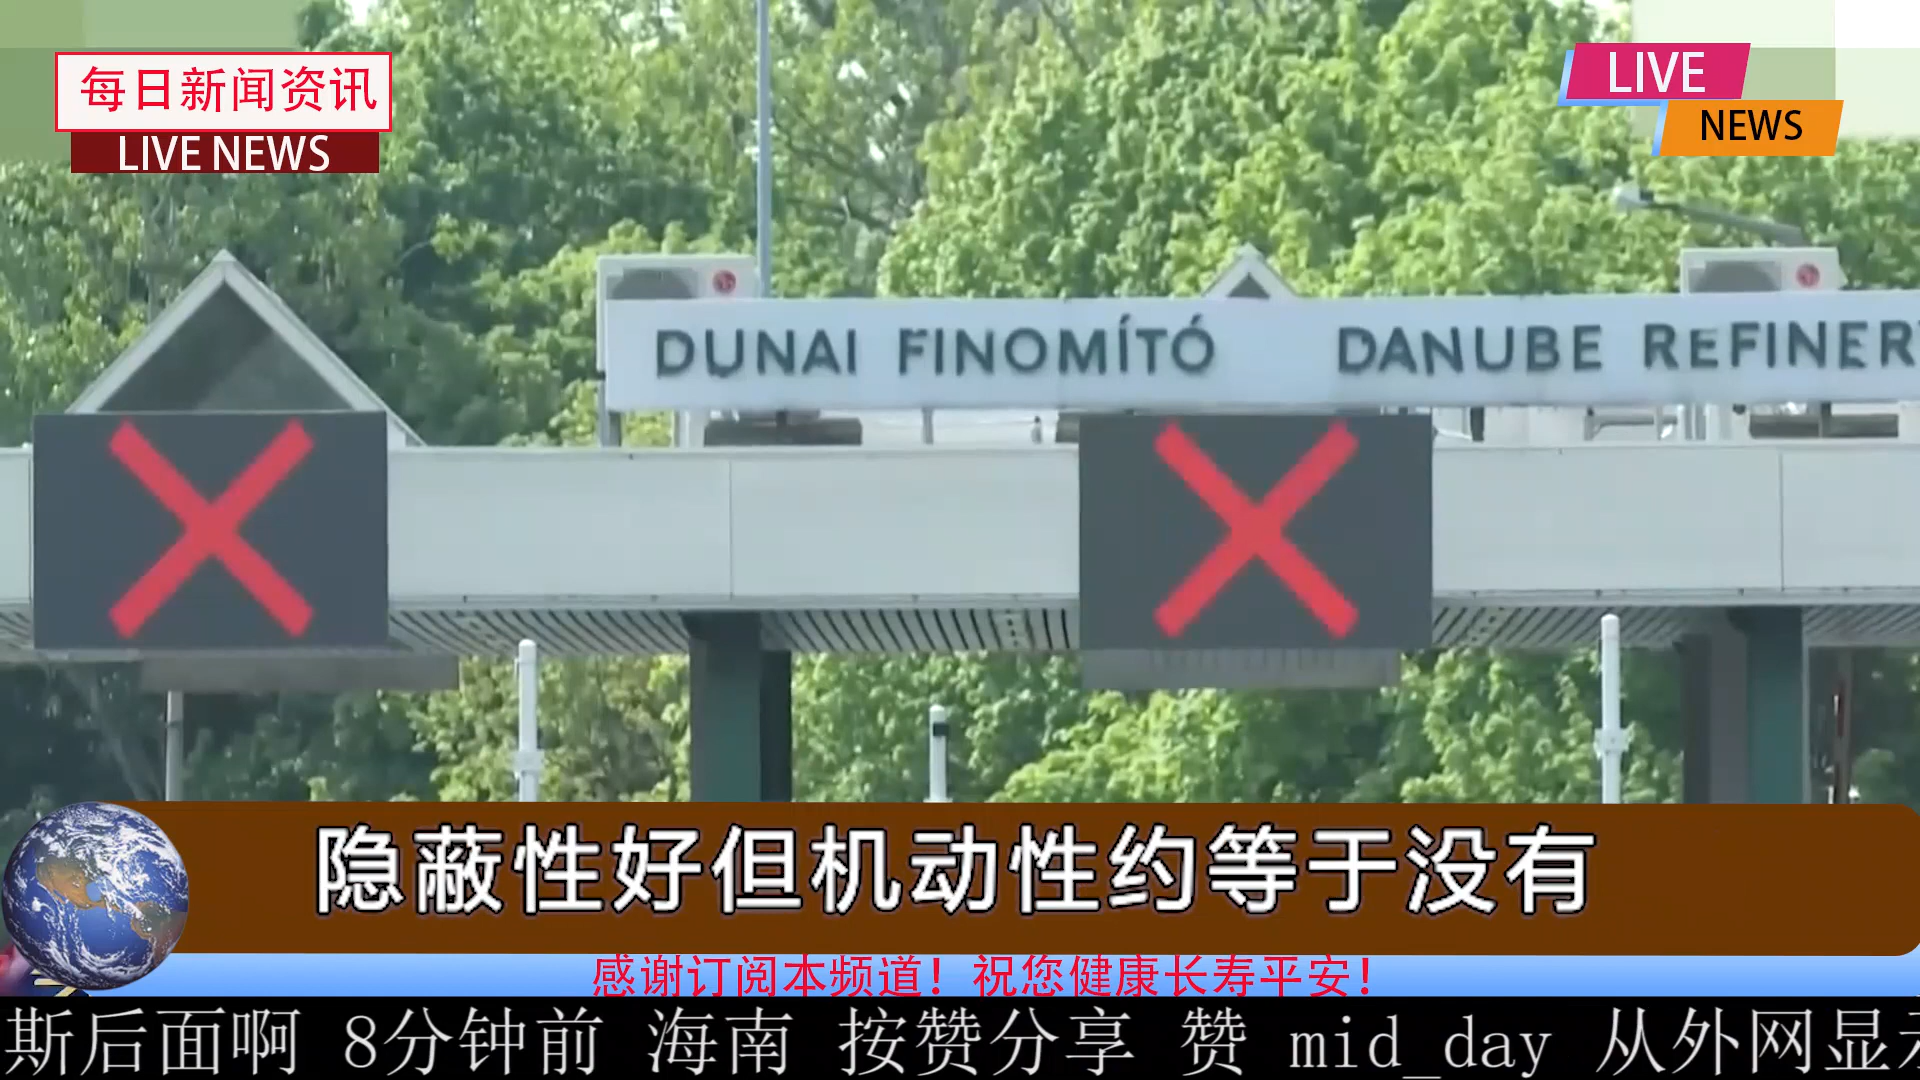 每日新闻资讯
LIVE NEWS
LIVE
NEWS
DUNAI FINOMÍTÓ DANUBE REFINER
隐蔽性好但机动性约等于没有
感谢订阅本频道！祝您健康长寿平安！
斯后面啊 8分钟前 海南 按赞分享 赞 mid_day 从外网显示